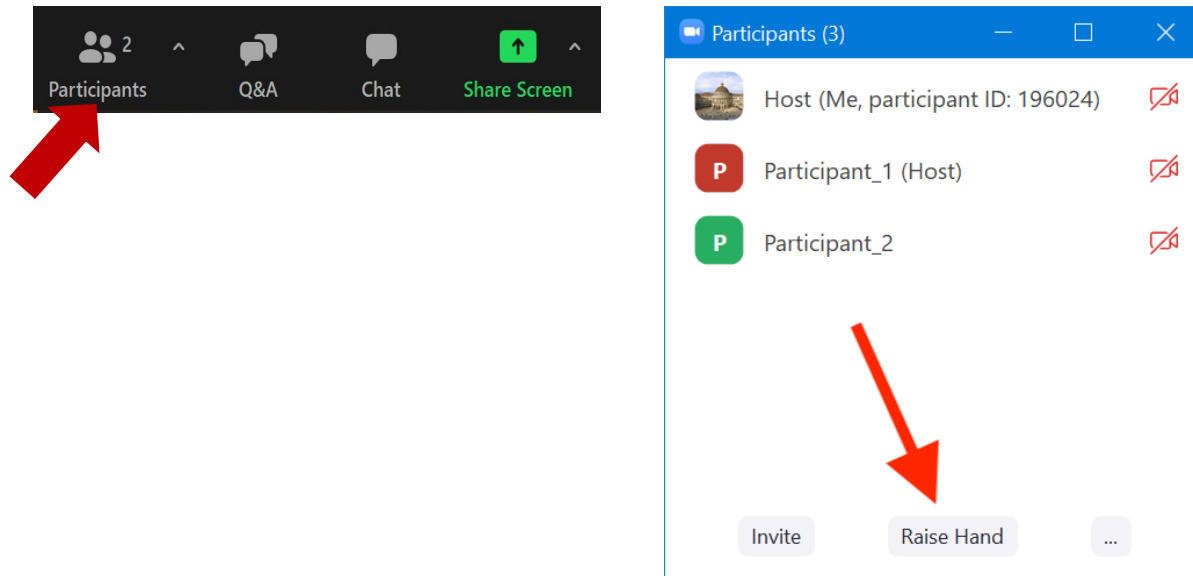 2
Participants
Q&A
Chat
Share Screen
Participants (3)
Host (Me, participant ID: 196024)
P
Participant_1 (Host)
P
Participant_2
Invite
Raise Hand
...